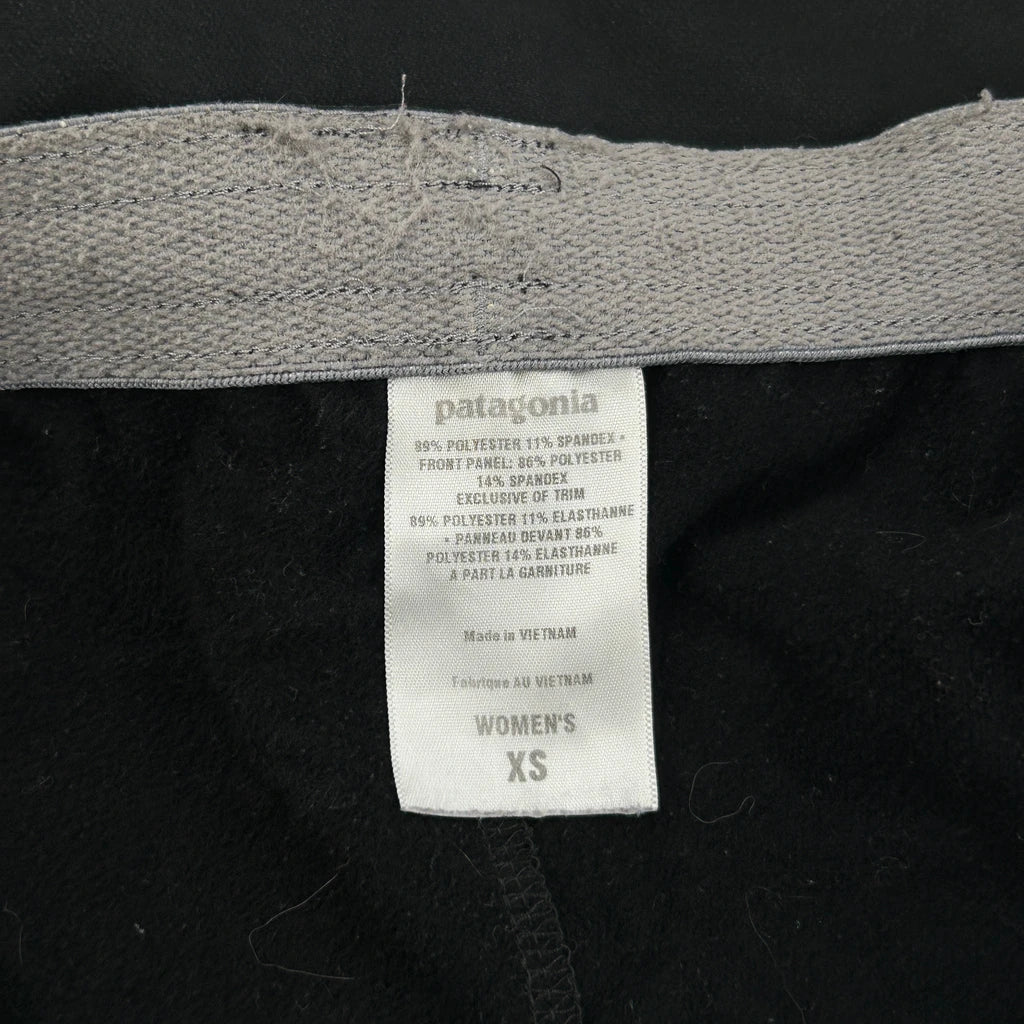 patagonia
89% POLYESTER 11% SPANDEX •
FRONT PANEL: 86% POLYESTER
14% SPANDEX
EXCLUSIVE OF TRIM
89% POLYESTER 11% ELASTHANNE
• PANNEAU DEVANT 86%
POLYESTER 14% ELASTHANNE
A PART LA GARNITURE
Made in VIETNAM
Fabrique AU VIETNAM
WOMEN'S
XS